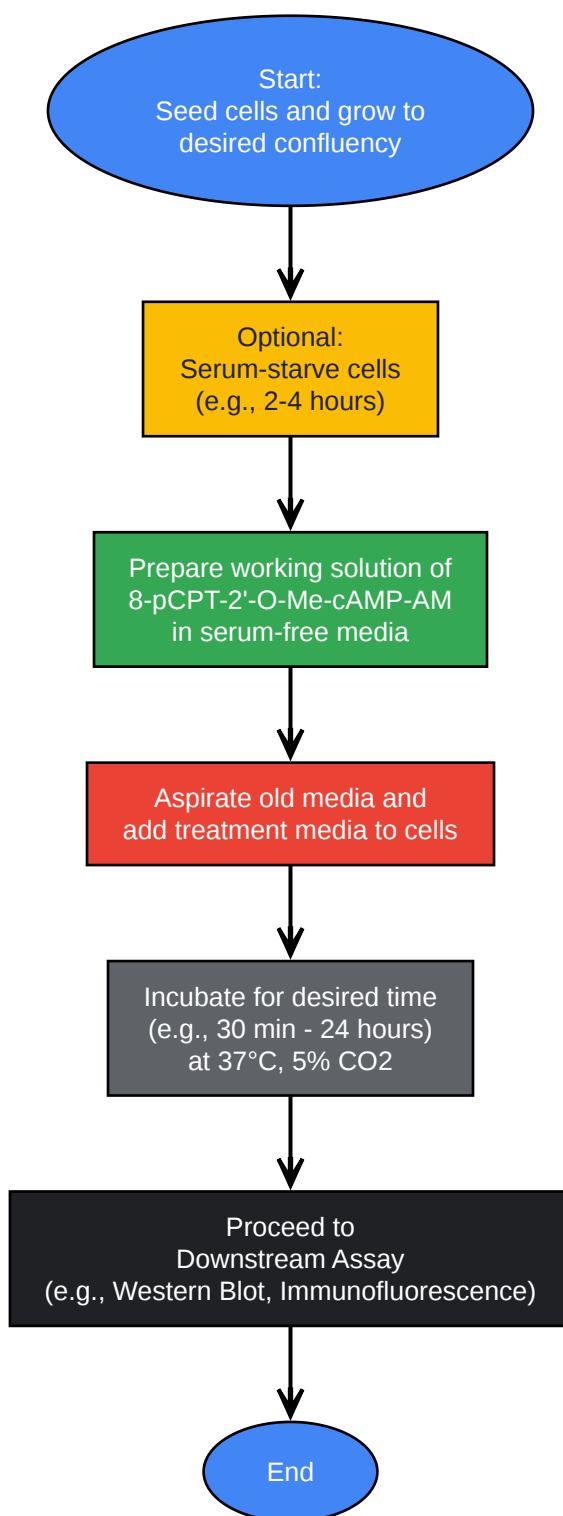 Start:
Seed cells and grow to
desired confluency
Optional:
Serum-starve cells
(e.g., 2-4 hours)
Prepare working solution of
8-pCPT-2'-O-Me-cAMP-AM
in serum-free media
Aspirate old media and
add treatment media to cells
Incubate for desired time
(e.g., 30 min - 24 hours)
at 37°C, 5% CO2
Proceed to
Downstream Assay
(e.g., Western Blot, Immunofluorescence)
End